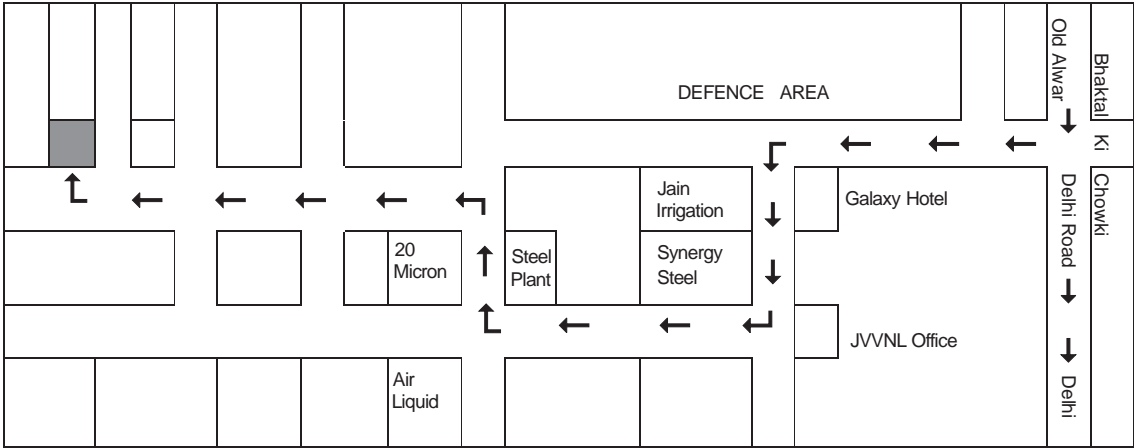 DEFENCE AREA
Old Alwar
Bhaktal
Ki
Chowki
Delhi Road
Delhi
Jain
Irrigation
Galaxy Hotel
20
Micron
Steel
Plant
Synergy
Steel
JVVNL Office
Air
Liquid